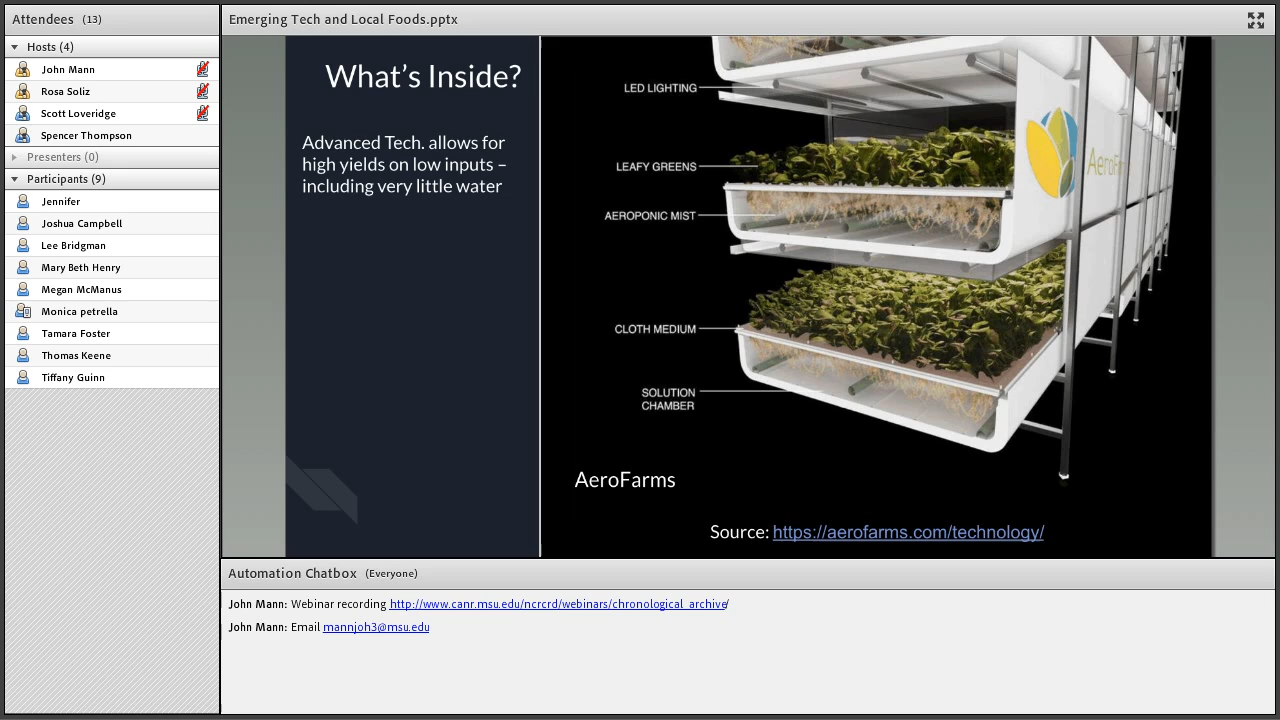 Attendees (13)
Hosts (4)
John Mann
Rosa Soliz
Scott Loveridge
Spencer Thompson
Presenters (0)
Participants (9)
Jennifer
Joshua Campbell
Lee Bridgman
Mary Beth Henry
Megan McManus
Monica petrella
Tamara Foster
Thomas Keene
Tiffany Guinn
Emerging Tech and Local Foods.pptx
What's Inside?
Advanced Tech. allows for
high yields on low inputs –
including very little water
LED LIGHTING
LEAFY GREENS
AEROPONIC MIST
CLOTH MEDIUM
SOLUTION
CHAMBER
AeroFa
AeroFarms
Source: https://aerofarms.com/technology/
Automation Chatbox (Everyone)
John Mann: Webinar recording http://www.canr.msu.edu/ncrcrd/webinars/chronological_archive/
John Mann: Email mannjoh3@msu.edu